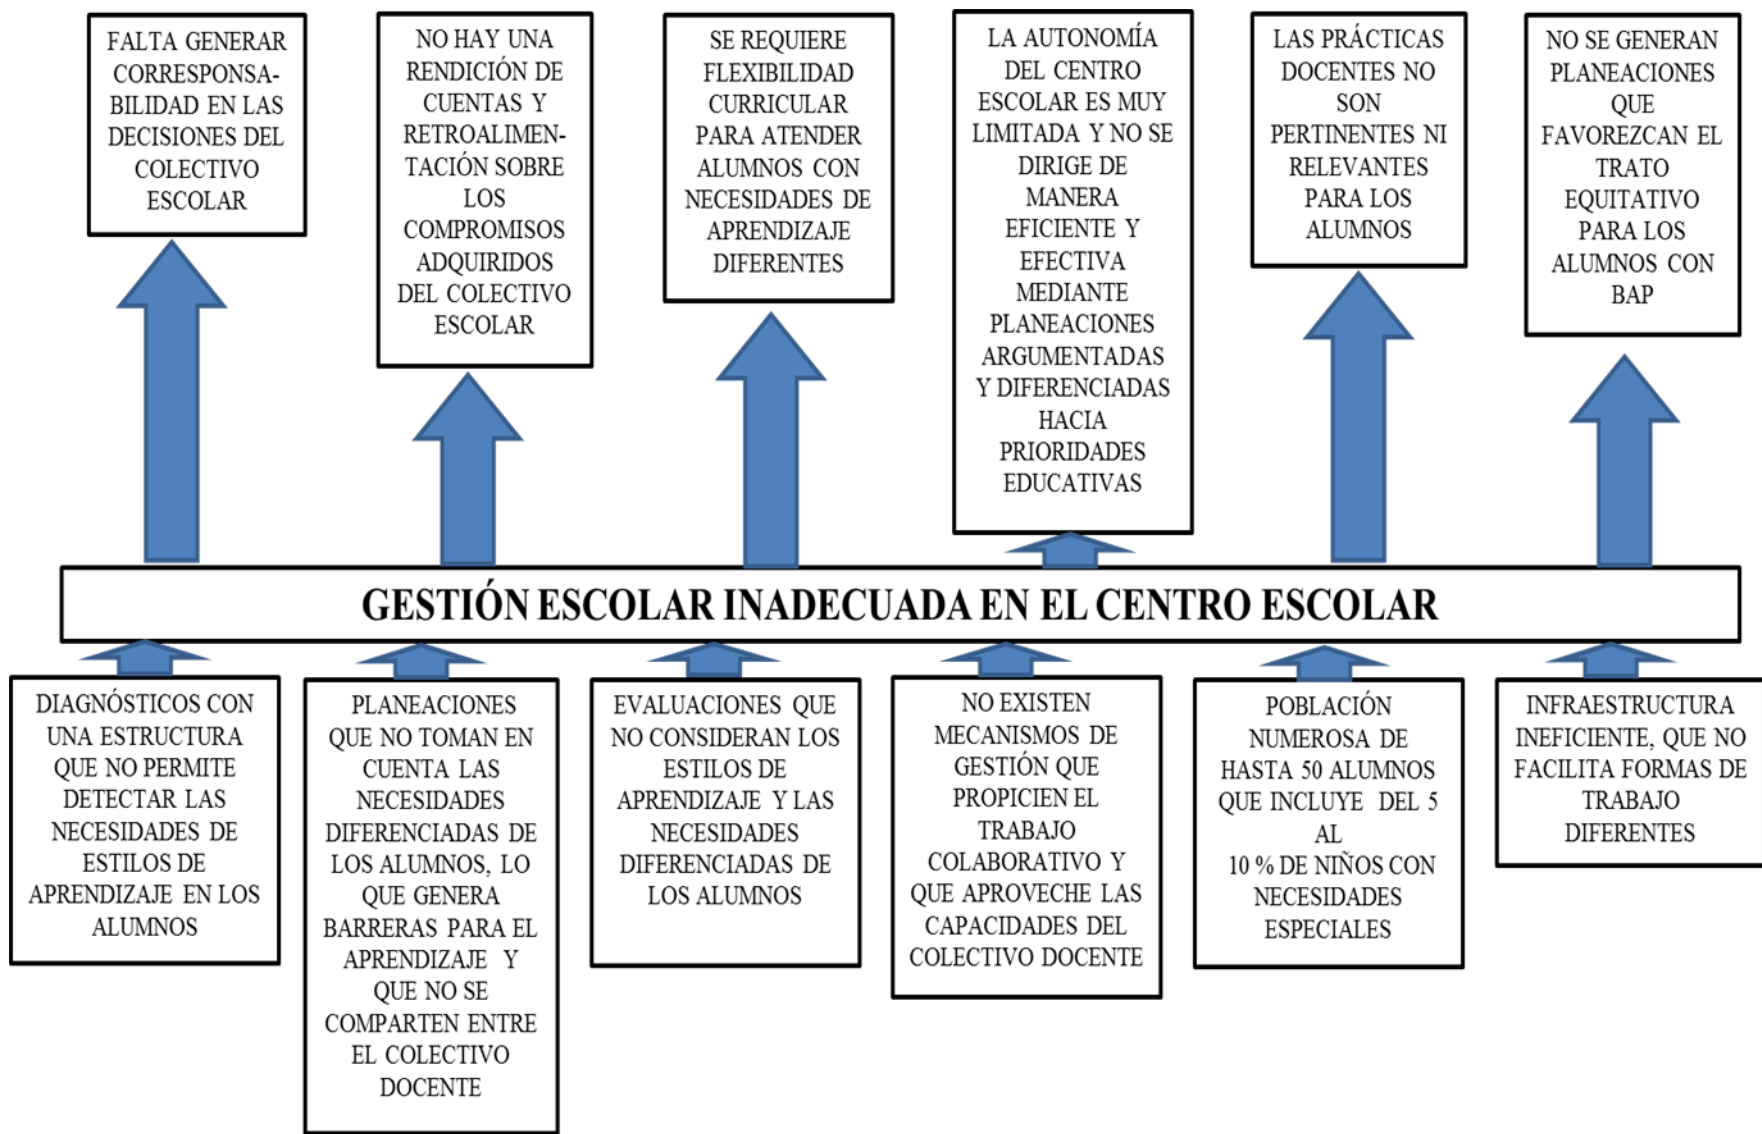 FALTA GENERAR
CORRESPONSA-
BILIDAD EN LAS
DECISIONES DEL
COLECTIVO
ESCOLAR
NO HAY UNA
RENDICIÓN DE
CUENTAS Y
RETROALIMEN-
TACIÓN SOBRE
LOS
COMPROMISOS
ADQUIRIDOS
DEL COLECTIVO
ESCOLAR
SE REQUIERE
FLEXIBILIDAD
CURRICULAR
PARA ATENDER
ALUMNOS CON
NECESIDADES DE
APRENDIZAJE
DIFERENTES
LA AUTONOMÍA
DEL CENTRO
ESCOLAR ES MUY
LIMITADA Y NO SE
DIRIGE DE
MANERA
EFICIENTE Y
EFECTIVA
MEDIANTE
PLANEACIONES
ARGUMENTADAS
Y DIFERENCIADAS
HACIA
PRIORIDADES
EDUCATIVAS
LAS PRÁCTICAS
DOCENTES NO
SON
PERTINENTES NI
RELEVANTES
PARA LOS
ALUMNOS
NO SE GENERAN
PLANEACIONES
QUE
FAVOREZCAN EL
TRATO
EQUITATIVO
PARA LOS
ALUMNOS CON
BAP
GESTIÓN ESCOLAR INADECUADA EN EL CENTRO ESCOLAR
DIAGNÓSTICOS CON
UNA ESTRUCTURA
QUE NO PERMITE
DETECTAR LAS
NECESIDADES DE
ESTILOS DE
APRENDIZAJE EN LOS
ALUMNOS
PLANEACIONES
QUE NO TOMAN EN
CUENTA LAS
NECESIDADES
DIFERENCIADAS DE
LOS ALUMNOS, LO
QUE GENERA
BARRERAS PARA EL
APRENDIZAJE Y
QUE NO SE
COMPARTEN ENTRE
EL COLECTIVO
DOCENTE
EVALUACIONES QUE
NO CONSIDERAN LOS
ESTILOS DE
APRENDIZAJE Y LAS
NECESIDADES
DIFERENCIADAS DE
LOS ALUMNOS
NO EXISTEN
MECANISMOS DE
GESTIÓN QUE
PROPICIEN EL
TRABAJO
COLABORATIVO Y
QUE APROVECHE LAS
CAPACIDADES DEL
COLECTIVO DOCENTE
POBLACIÓN
NUMEROSA DE
HASTA 50 ALUMNOS
QUE INCLUYE DEL 5
AL
10 % DE NIÑOS CON
NECESIDADES
ESPECIALES
INFRAESTRUCTURA
INEFICIENTE, QUE NO
FACILITA FORMAS DE
TRABAJO
DIFERENTES